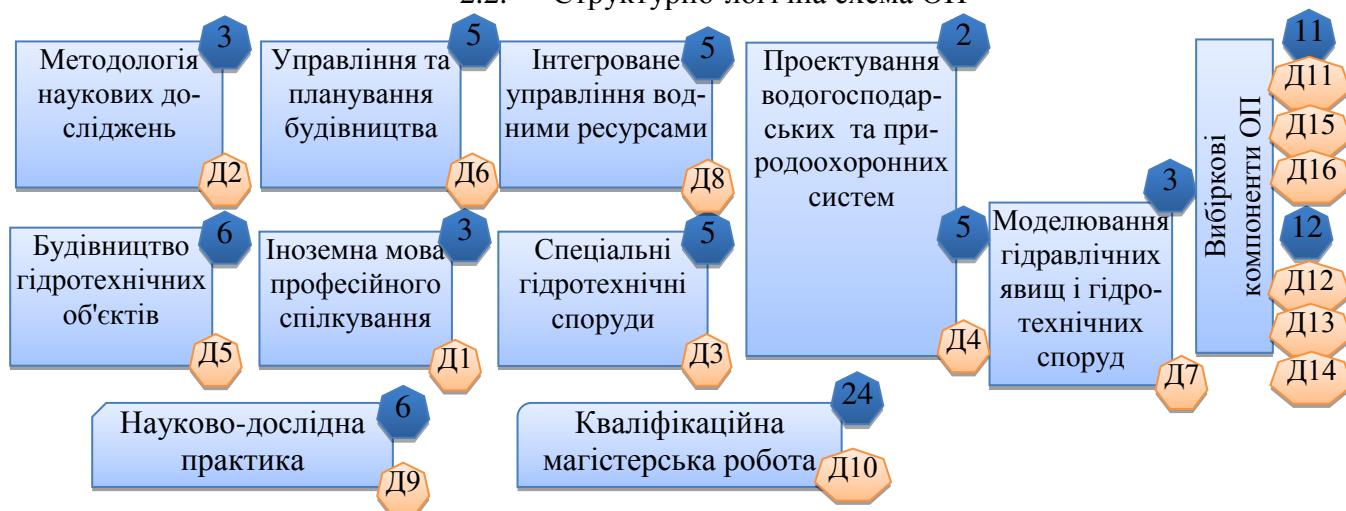 2.2. Структурно-логічна схема ОП
3
Методологія
наукових до-
сліджень
Д2
5
Управління та
планування
будівництва
Д6
5
Інтегроване
управління вод-
ними ресурсами
Д8
2
Проектування
водогосподар-
ських та при-
родоохоронних
систем
5
Д4
3
Моделювання
гідравлічних
явищ і гідро-
технічних
споруд
Д7
Вибіркові
компоненти ОП
11
Д11
Д15
Д16
12
Д12
Д13
Д14
6
Будівництво
гідротехнічних
об'єктів
Д5
3
Іноземна мова
професійного
спілкування
Д1
5
Спеціальні
гідротехнічні
споруди
Д3
6
Науково-дослідна
практика
Д9
24
Кваліфікаційна
магістерська робота
Д10